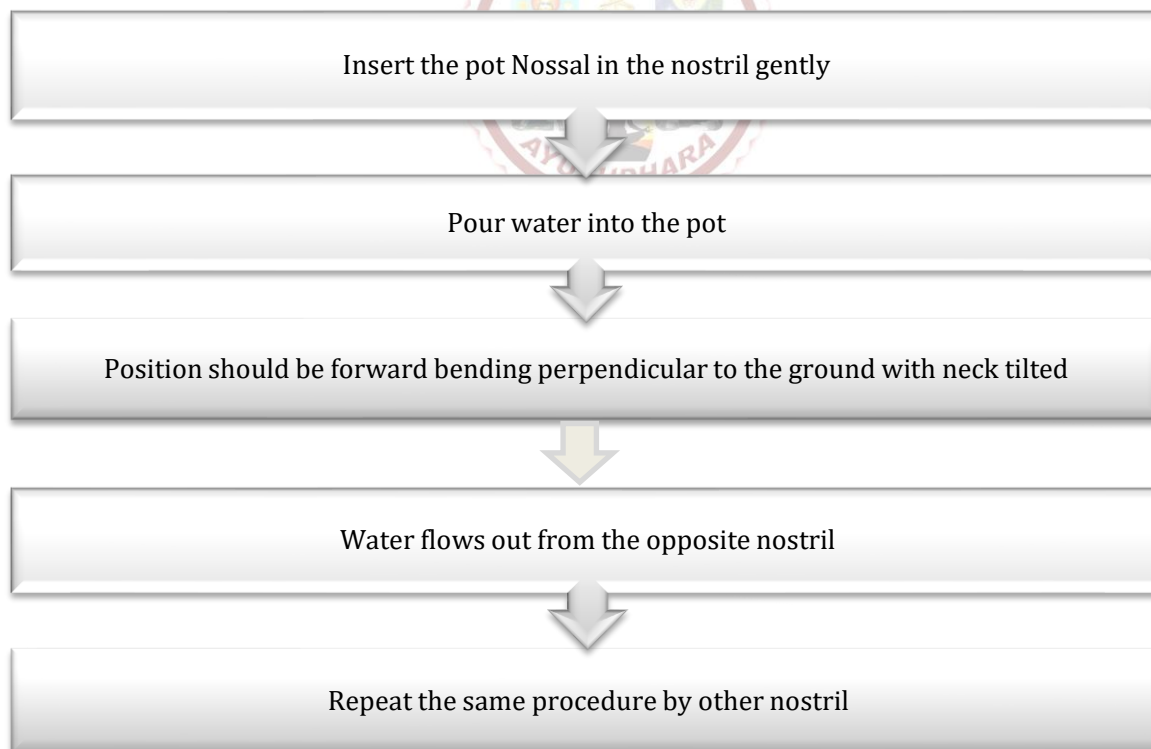 Insert the pot Nossal in the nostril gently
Pour water into the pot
Position should be forward bending perpendicular to the ground with neck tilted
Water flows out from the opposite nostril
Repeat the same procedure by other nostril